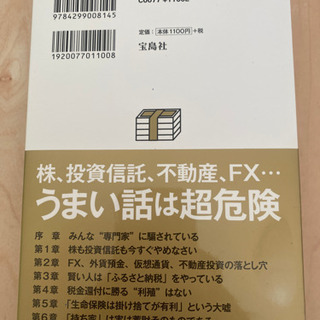 9784299008145
1920077011008
定価:本体1100円+税
宝島社
株、投資信託、不動産、FX…
うまい話は超危険
序 章 みんな“専門家”に騙されている
第1章 株も投資信託も今すぐやめなさい
第2章 FX、外貨預金、仮想通貨、不動産投資の落とし穴
第3章 賢い人は「ふるさと納税」をやっている
第4章 税金還付に勝る“利殖”はない
第5章 「生命保険は掛け捨てが有利」という大嘘
第6章